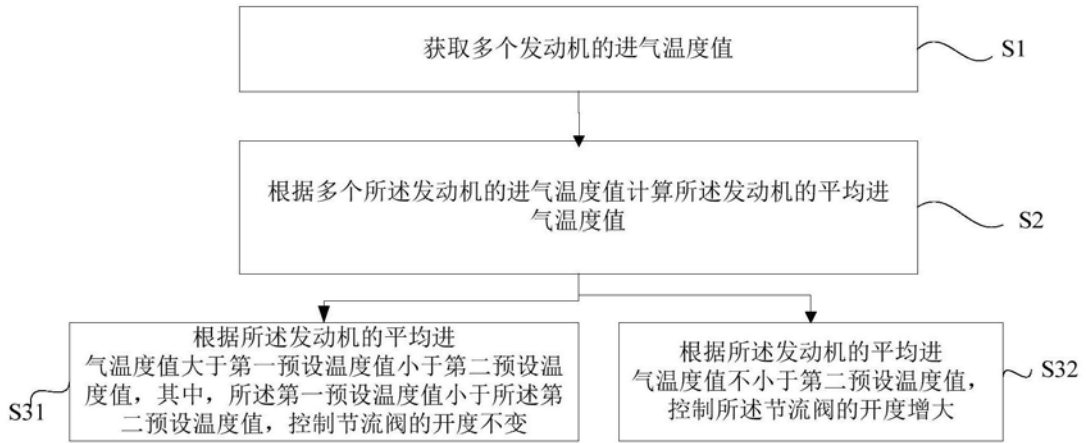 获取多个发动机的进气温度值
S1
根据多个所述发动机的进气温度值计算所述发动机的平均进
气温度值
S2
根据所述发动机的平均进
气温度值大于第一预设温度值小于第二预设温
度值，其中，所述第一预设温度值小于所述第
二预设温度值，控制节流阀的开度不变
S31
根据所述发动机的平均进
气温度值不小于第二预设温度值，
控制所述节流阀的开度增大
S32